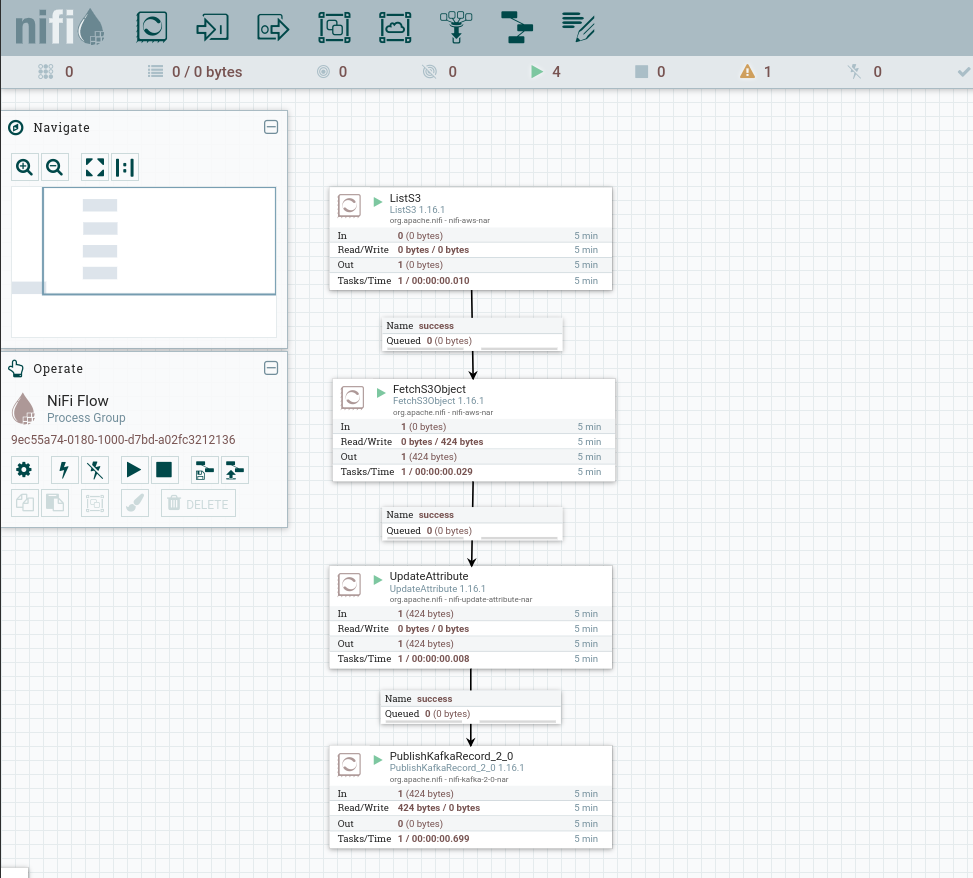 nifi
0
0 / 0 bytes
0
0
4
0
1
0
Navigate
Operate
NiFi Flow
Process Group
9ec55a74-0180-1000-d7bd-a02fc3212136
DELETE
ListS3
ListS3 1.16.1
org.apache.nifi - nifi-aws-nar
In 0 (0 bytes) 5 min
Read/Write 0 bytes / 0 bytes 5 min
Out 1 (0 bytes) 5 min
Tasks/Time 1 / 00:00:00.010 5 min
Name success
Queued 0 (0 bytes)
FetchS3Object
FetchS3Object 1.16.1
org.apache.nifi - nifi-aws-nar
In 1 (0 bytes) 5 min
Read/Write 0 bytes / 424 bytes 5 min
Out 1 (424 bytes) 5 min
Tasks/Time 1 / 00:00:00.029 5 min
Name success
Queued 0 (0 bytes)
UpdateAttribute
UpdateAttribute 1.16.1
org.apache.nifi - nifi-update-attribute-nar
In 1 (424 bytes) 5 min
Read/Write 0 bytes / 0 bytes 5 min
Out 1 (424 bytes) 5 min
Tasks/Time 1 / 00:00:00.008 5 min
Name success
Queued 0 (0 bytes)
PublishKafkaRecord_2_0
PublishKafkaRecord_2_0 1.16.1
org.apache.nifi - nifi-kafka-2-0-nar
In 1 (424 bytes) 5 min
Read/Write 424 bytes / 0 bytes 5 min
Out 0 (0 bytes) 5 min
Tasks/Time 1 / 00:00:00.699 5 min